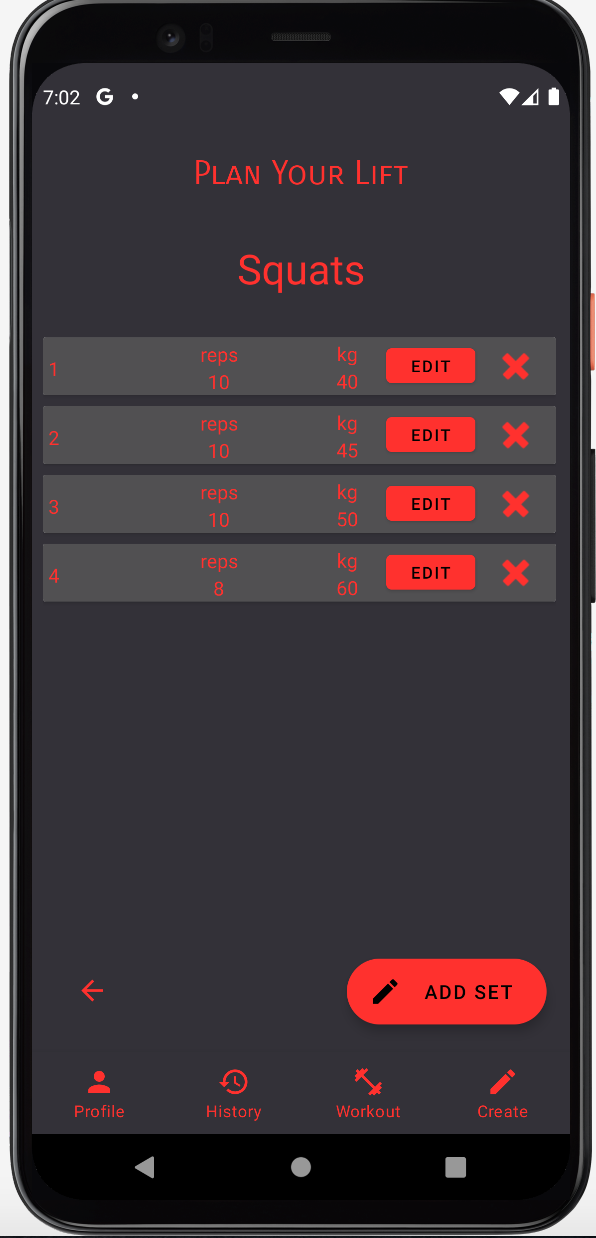 7:02 G
Plan Your Lift
Squats
1 reps 10 kg 40 EDIT
2 reps 10 kg 45 EDIT
3 reps 10 kg 50 EDIT
4 reps 8 kg 60 EDIT
ADD SET
Profile History Workout Create